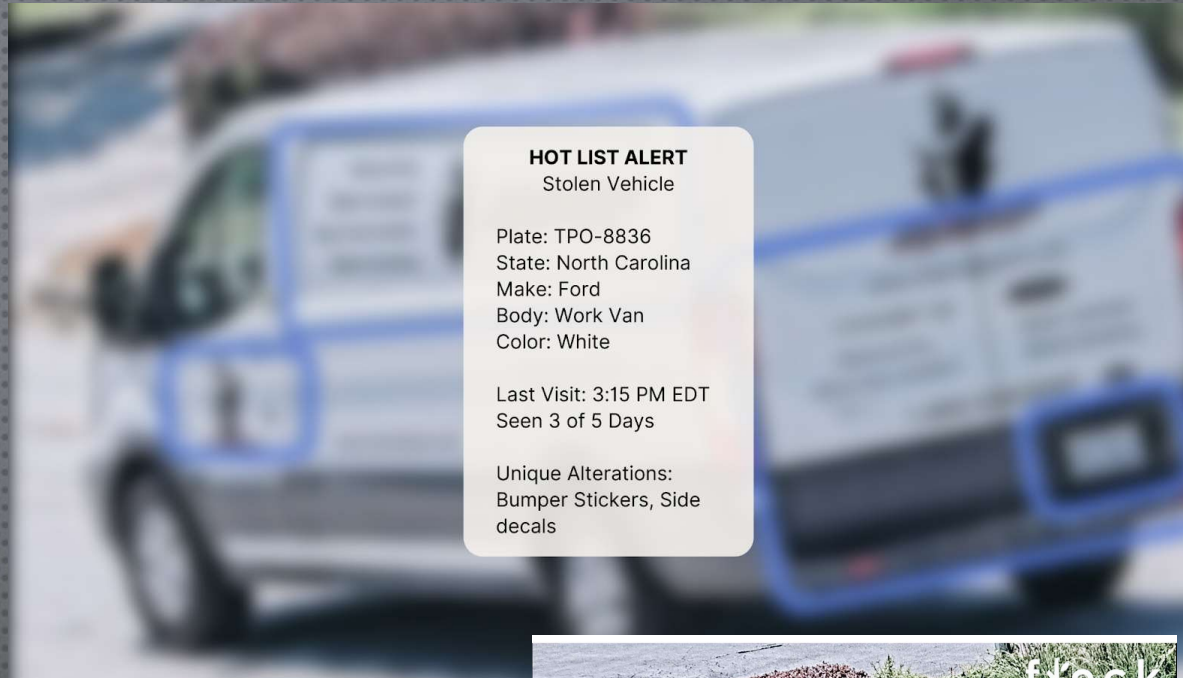 HOT LIST ALERT
Stolen Vehicle
Plate: TPO-8836
State: North Carolina
Make: Ford
Body: Work Van
Color: White
Last Visit: 3:15 PM EDT
Seen 3 of 5 Days
Unique Alterations:
Bumper Stickers, Side
decals